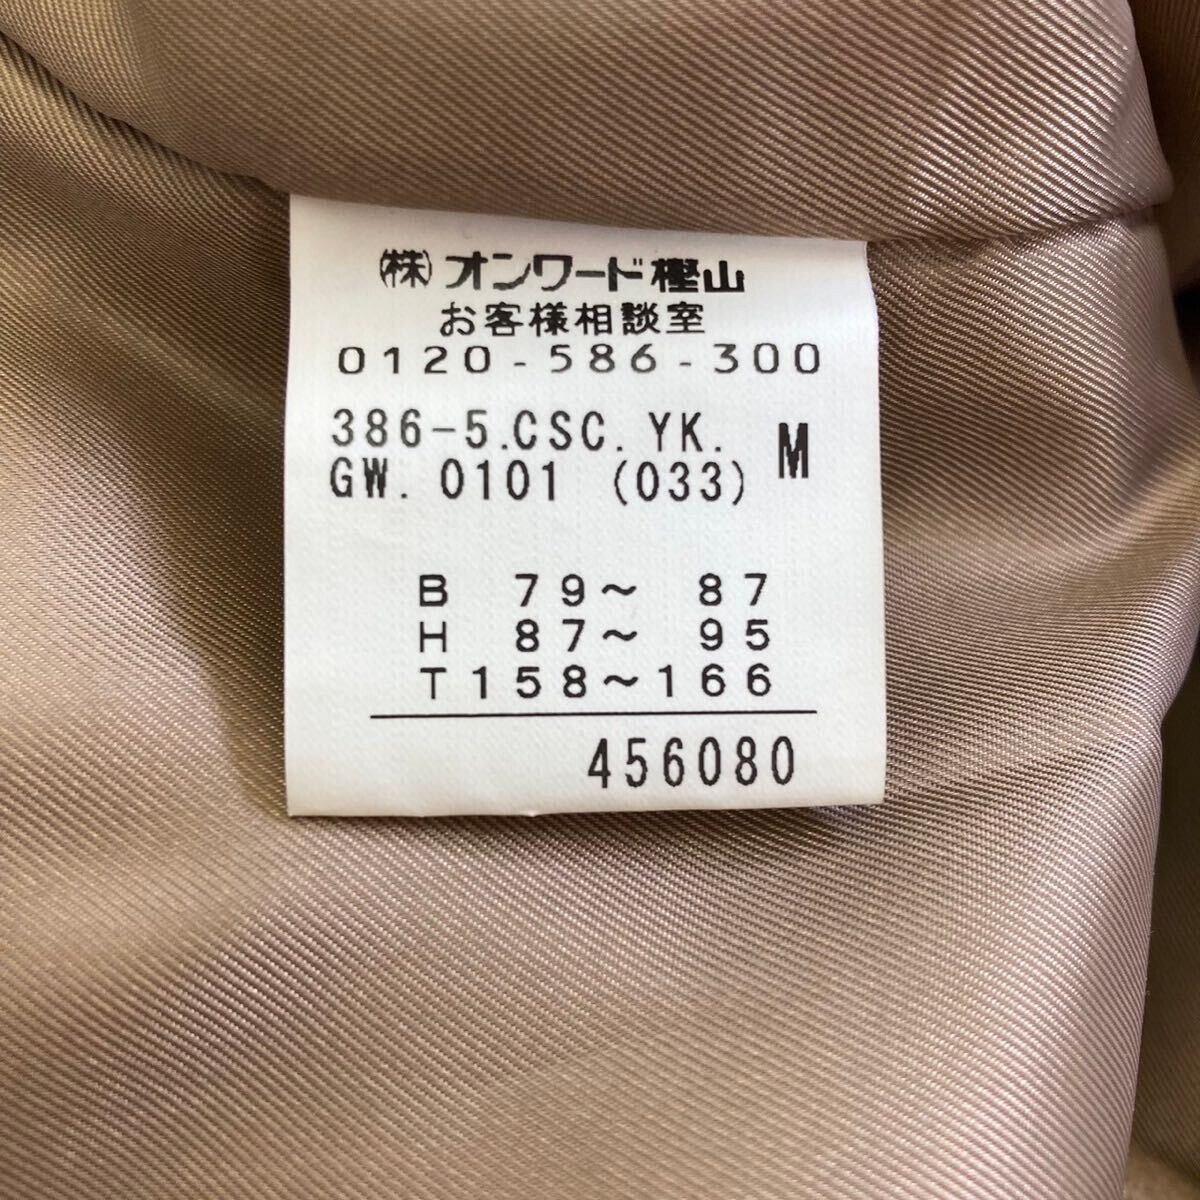 ㈱オンワード樫山
お客様相談室
0120-586-300
386-5.CSC.YK. M
GW.0101 (033)
B 79～ 87
H 87～ 95
T158～166
456080